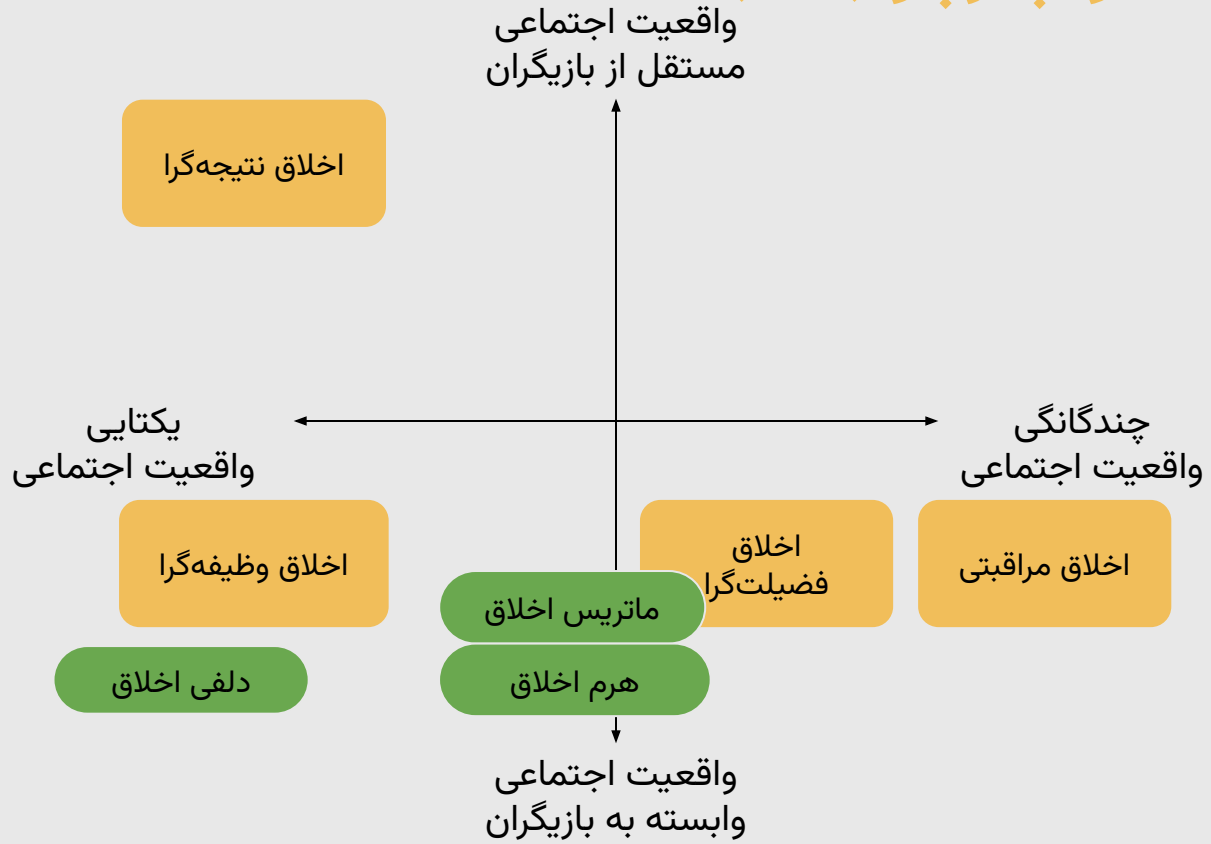 واقعیت اجتماعی
مستقل از بازیگران
اخلاق نتیجه‌گرا
چندگانگی
واقعیت اجتماعی
یکتایی
واقعیت اجتماعی
اخلاق مراقبتی
اخلاق
فضیلت‌گرا
اخلاق وظیفه‌گرا
ماتریس اخلاق
هرم اخلاق
دلفی اخلاق
واقعیت اجتماعی
وابسته به بازیگران